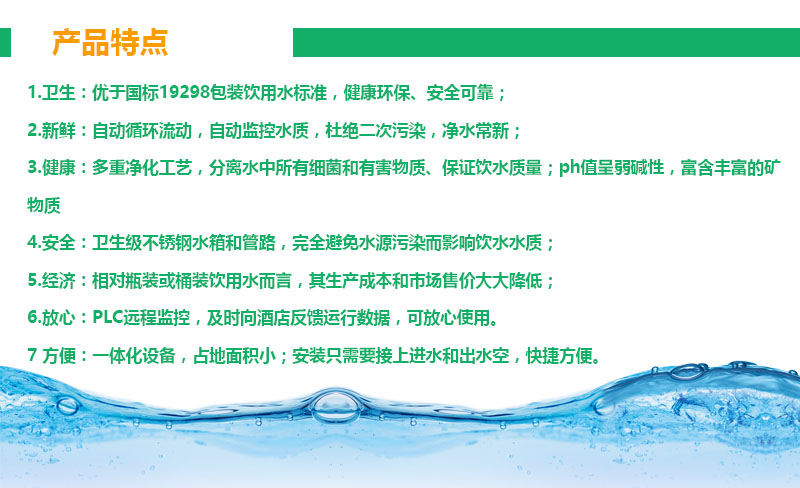 产品特点
1.卫生：优于国标19298包装饮用水标准，健康环保、安全可靠；
2.新鲜：自动循环流动，自动监控水质，杜绝二次污染，净水常新；
3.健康：多重净化工艺，分离水中所有细菌和有害物质、保证饮水质量；ph值呈弱碱性，富含丰富的矿
物质
4.安全：卫生级不锈钢水箱和管路，完全避免水源污染而影响饮水水质；
5.经济：相对瓶装或桶装饮用水而言，其生产成本和市场售价大大降低；
6.放心：PLC远程监控，及时向酒店反馈运行数据，可放心使用。
7 方便：一体化设备，占地面积小；安装只需要接上进水和出水空，快捷方便。